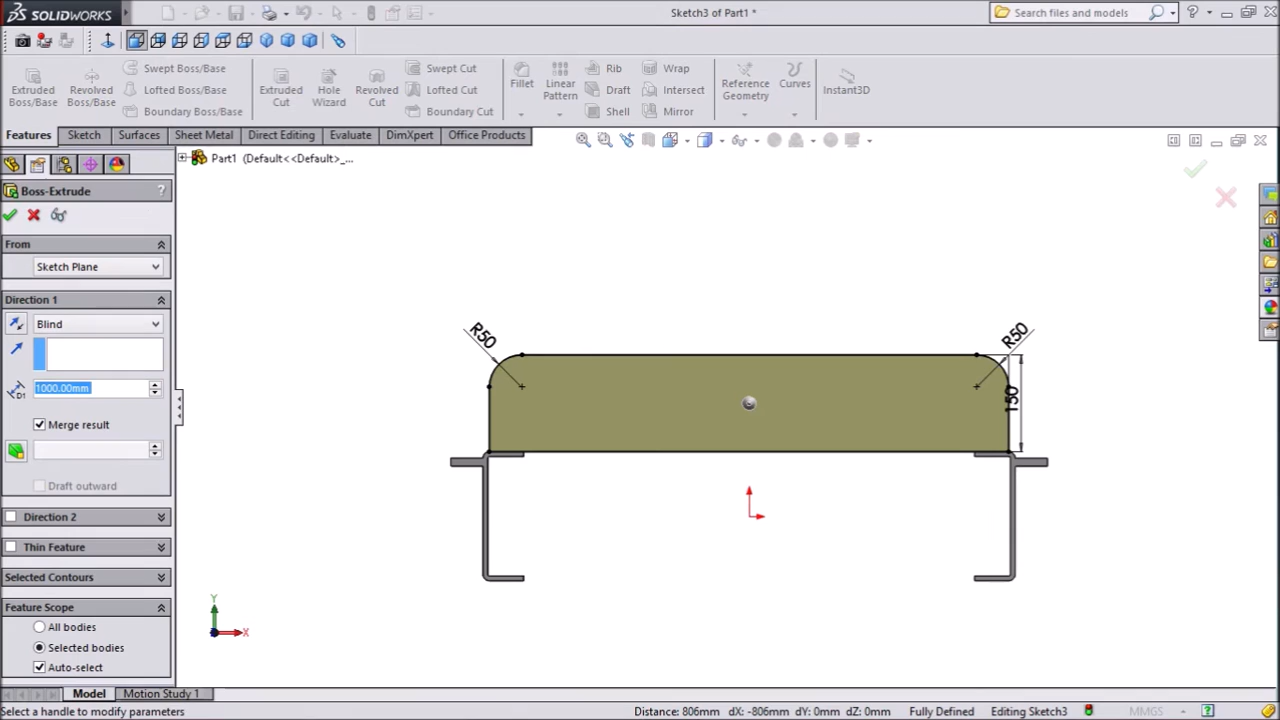 SOLIDWORKS
Sketch3 of Part1 *
Search files and models
Extruded Boss/Base
Revolved Boss/Base
Swept Boss/Base
Lofted Boss/Base
Boundary Boss/Base
Extruded Cut
Hole Wizard
Revolved Cut
Swept Cut
Lofted Cut
Boundary Cut
Fillet
Linear Pattern
Rib
Draft
Shell
Wrap
Intersect
Mirror
Reference Geometry
Curves
Instant3D
Features
Sketch
Surfaces
Sheet Metal
Direct Editing
Evaluate
DimXpert
Office Products
Part1 (Default<<Default>_...
Boss-Extrude
?
From
Sketch Plane
Direction 1
Blind
D1
1000.00mm
Merge result
Draft outward
Direction 2
Thin Feature
Selected Contours
Feature Scope
All bodies
Selected bodies
Auto-select
R50
R50
150
Y
X
Model
Motion Study 1
Select a handle to modify parameters
Distance: 806mm dX: -806mm dY: 0mm dZ: 0mm
Fully Defined
Editing Sketch3
MMGS
?